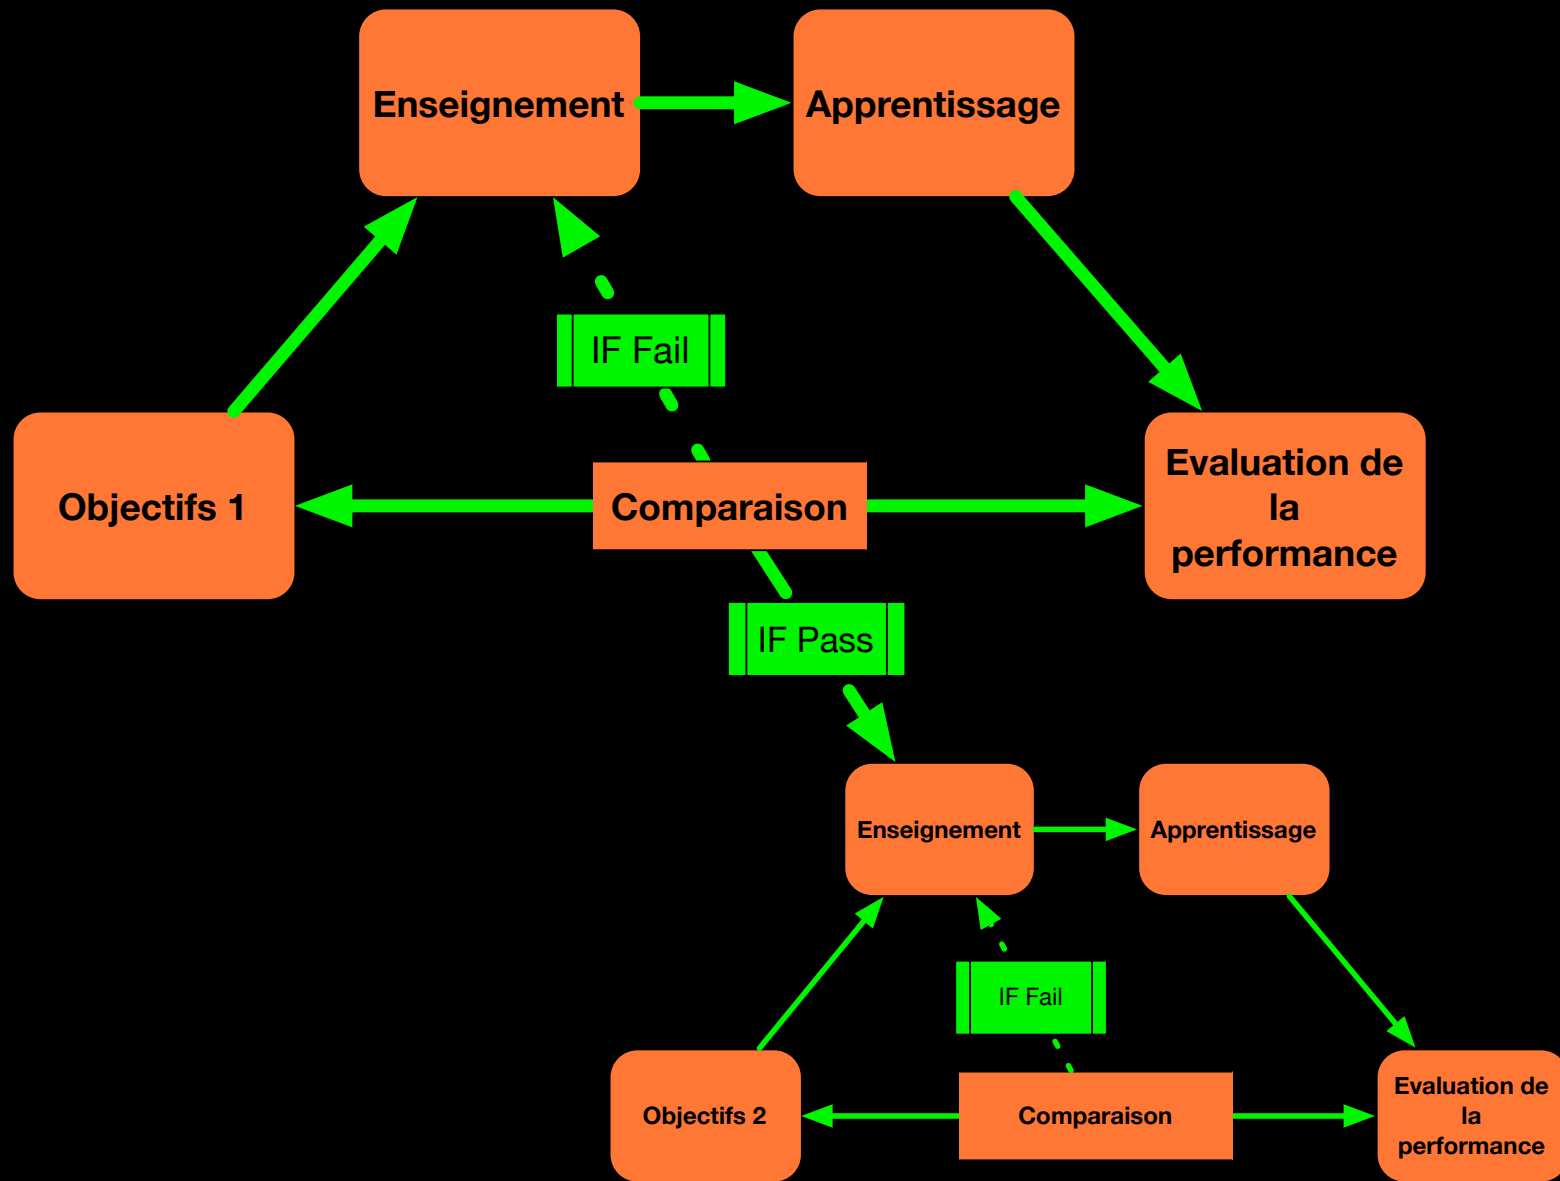 Enseignement
Apprentissage
IF Fail
Objectifs 1
Comparaison
Evaluation de
la
performance
IF Pass
Enseignement
Apprentissage
IF Fail
Objectifs 2
Comparaison
Evaluation de
la
performance